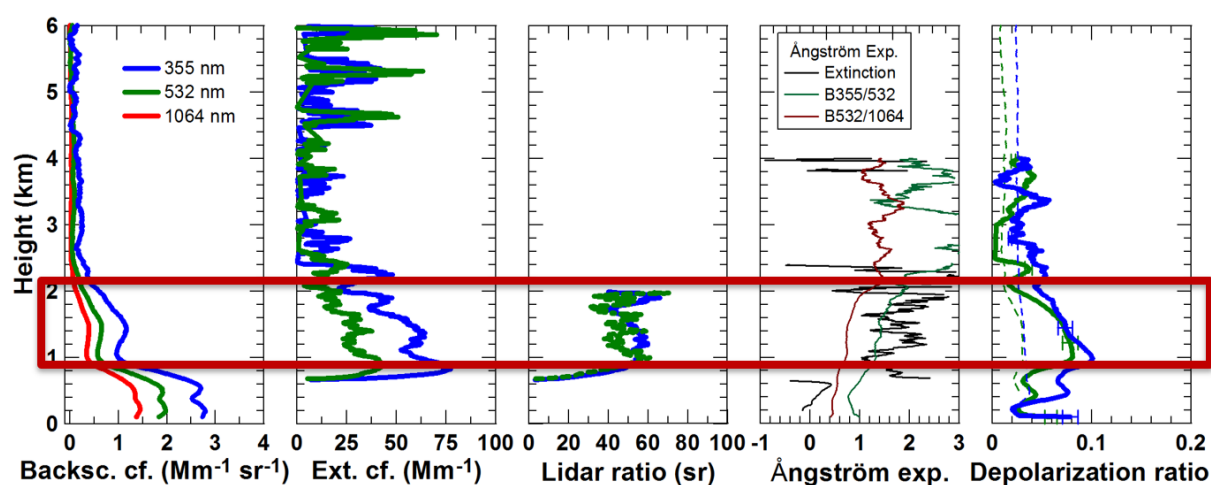 6
5
4
3
2
1
0
Height (km)
355 nm
532 nm
1064 nm
0 1 2 3 4
Backsc. cf. (Mm⁻¹ sr⁻¹)
0 25 50 75 100
Ext. cf. (Mm⁻¹)
0 20 40 60 80 100
Lidar ratio (sr)
Ångström Exp.
Extinction
B355/532
B532/1064
-1 0 1 2 3
Ångström exp.
0.0 0.1 0.2
Depolarization ratio